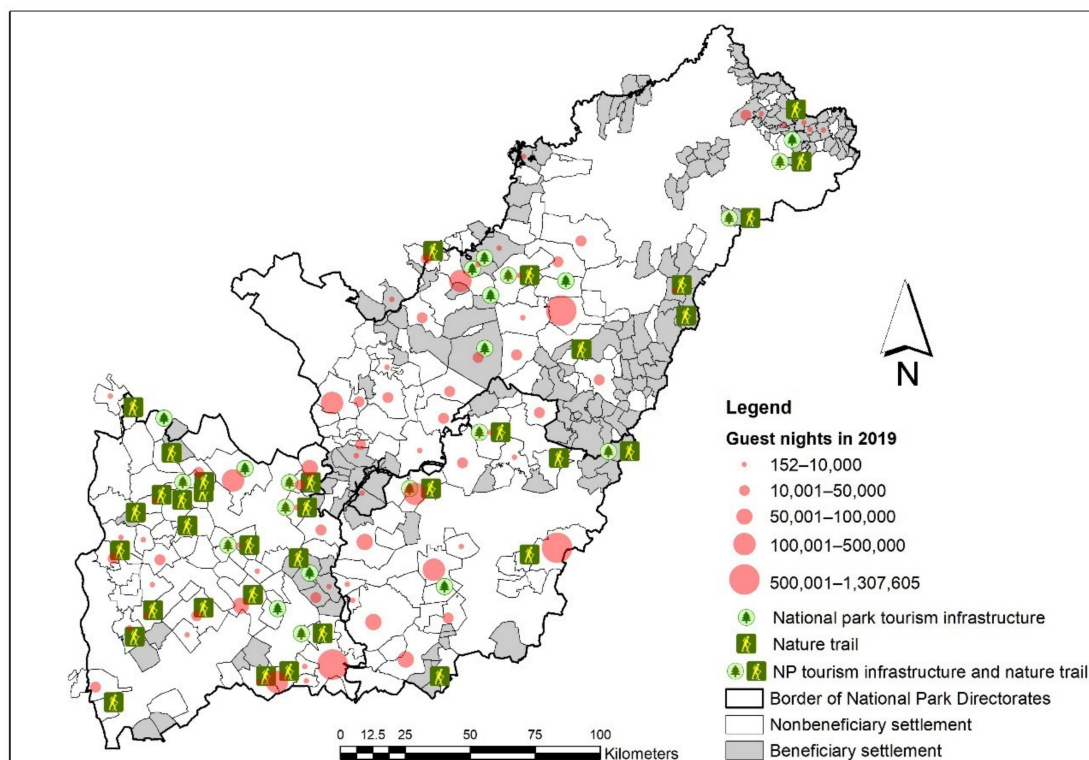 N
Legend
Guest nights in 2019
152–10,000
10,001–50,000
50,001–100,000
100,001–500,000
500,001–1,307,605
National park tourism infrastructure
Nature trail
NP tourism infrastructure and nature trail
Border of National Park Directorates
Nonbeneficiary settlement
Beneficiary settlement
0 12.5 25 50 75 100
Kilometers